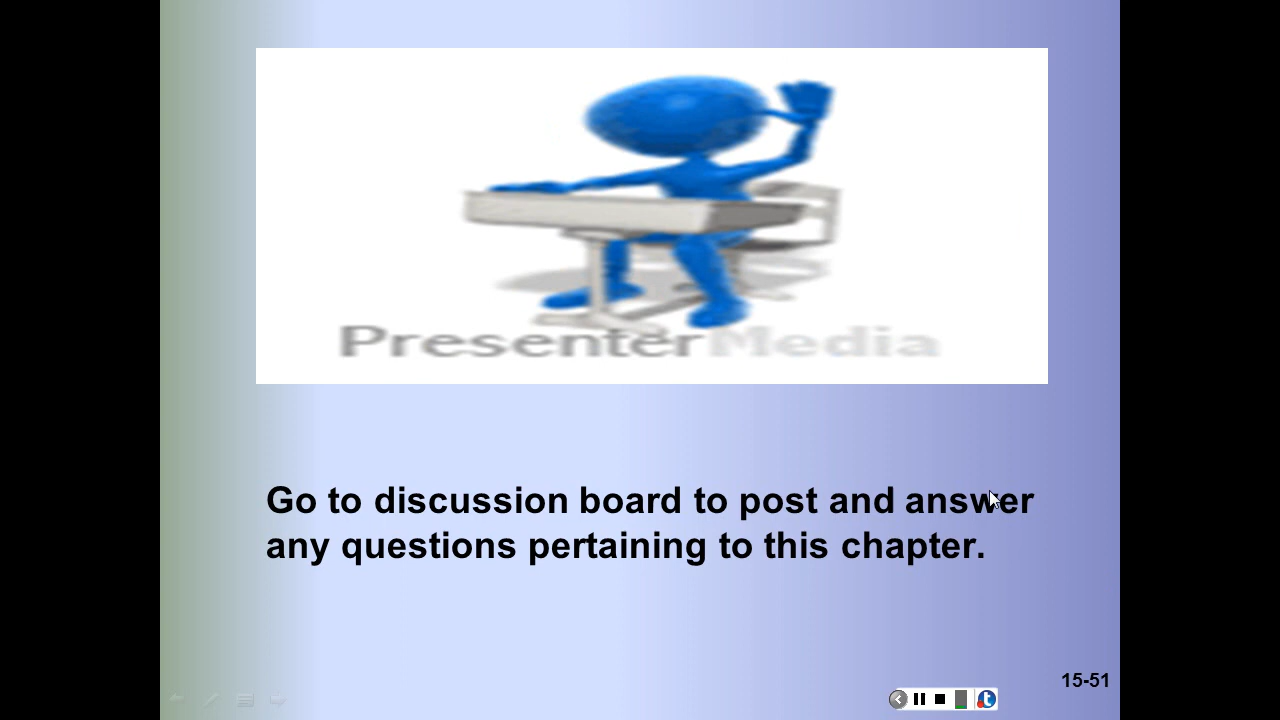 PresenterMedia
Go to discussion board to post and answer
any questions pertaining to this chapter.
15-51